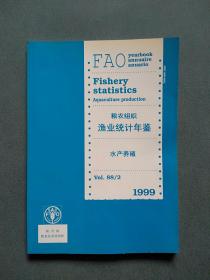 FAO yearbook
annuaire
anuario
Fishery
statistics
Aquaculture production
粮农组织
渔业统计年鉴
水产养殖
Vol. 88/2
1999